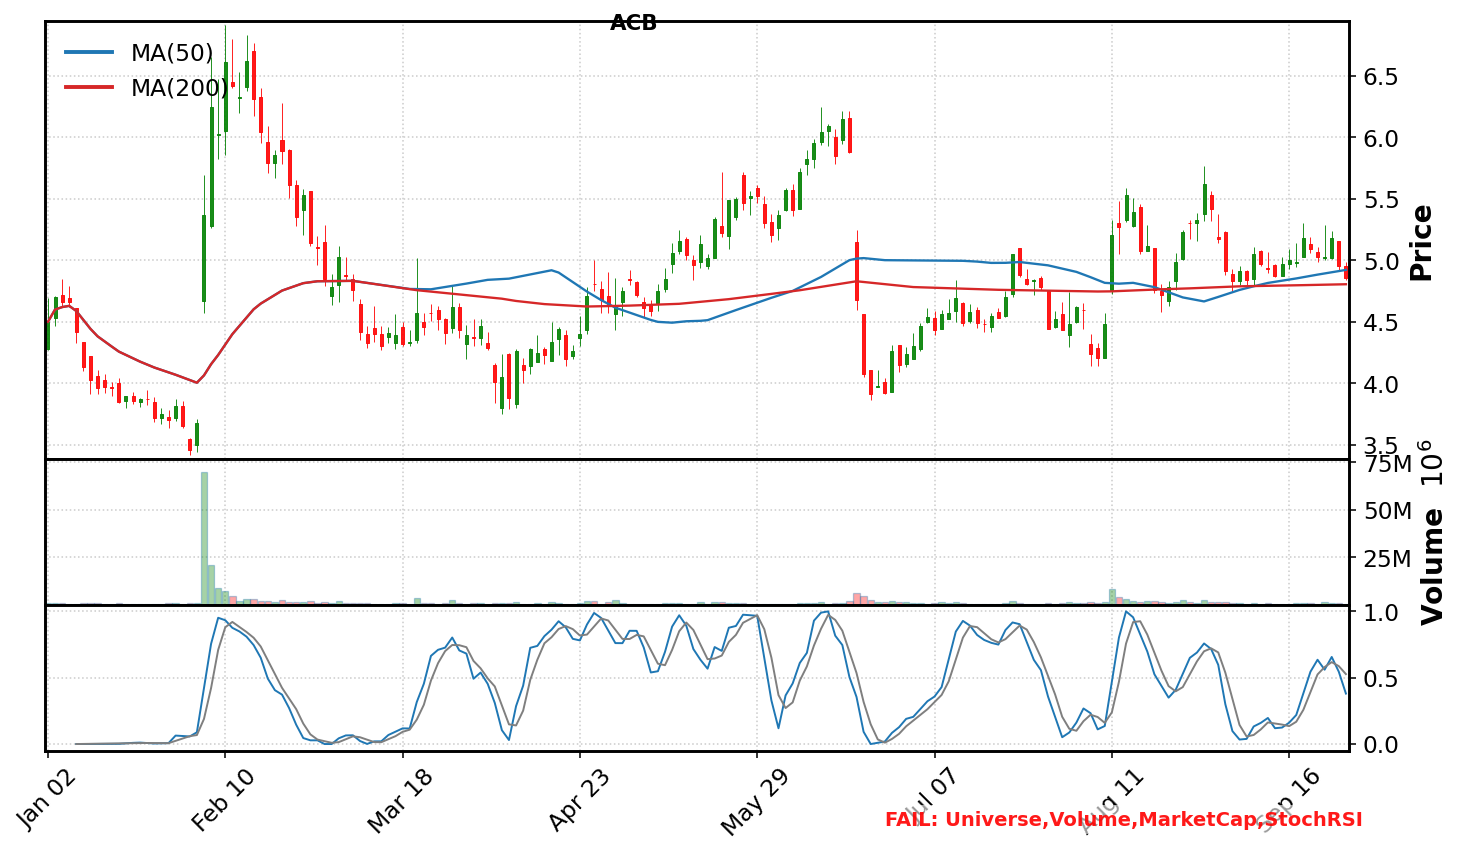 ACB
MA(50)
MA(200)
6.5
6.0
5.5
5.0
4.5
4.0
3.5
Price
75M
50M
25M
Volume 10^6
1.0
0.5
0.0
Jan 02
Feb 10
Mar 18
Apr 23
May 29
Jul 07
Aug 11
Sep 16
FAIL: Universe,Volume,MarketCap,StochRSI